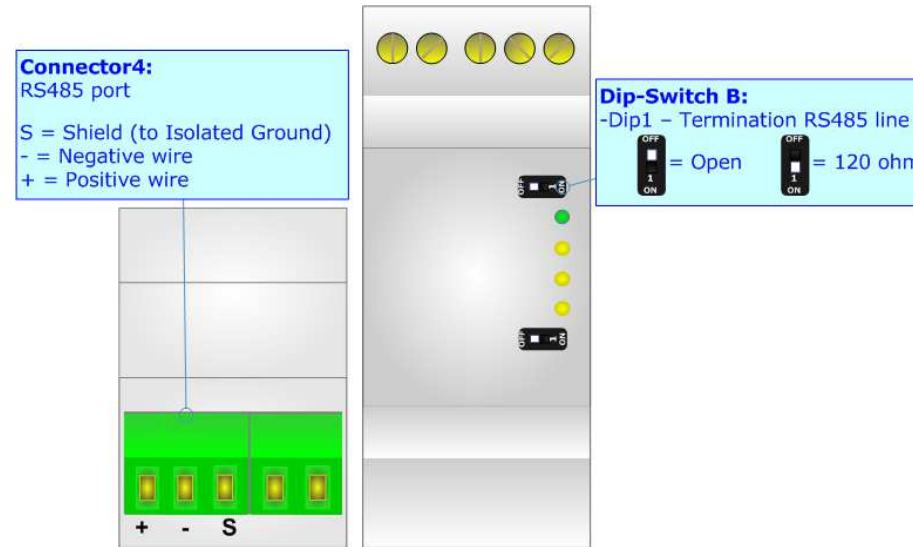 Connector4:
RS485 port
S = Shield (to Isolated Ground)
- = Negative wire
+ = Positive wire
Dip-Switch B:
-Dip1 – Termination RS485 line
OFF
1
ON
= Open
OFF
1
ON
= 120 ohm
OFF
1
ON
OFF
1
ON
+ - S